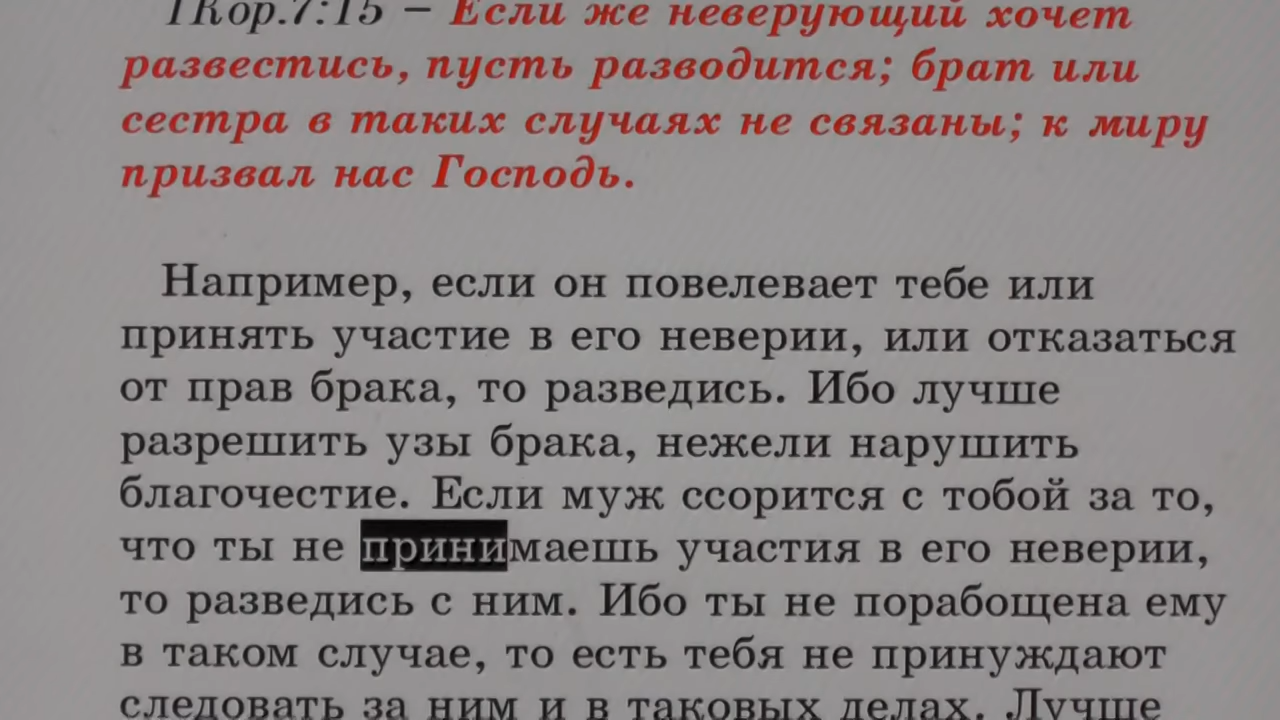 1Кор.7:15 – Если же неверующий хочет
развестись, пусть разводится; брат или
сестра в таких случаях не связаны; к миру
призвал нас Господь.
Например, если он повелевает тебе или
принять участие в его неверии, или отказаться
от прав брака, то разведись. Ибо лучше
разрешить узы брака, нежели нарушить
благочестие. Если муж ссорится с тобой за то,
что ты не принимаешь участия в его неверии,
то разведись с ним. Ибо ты не порабощена ему
в таком случае, то есть тебя не принуждают
следовать за ним и в таковых делах. Лучше